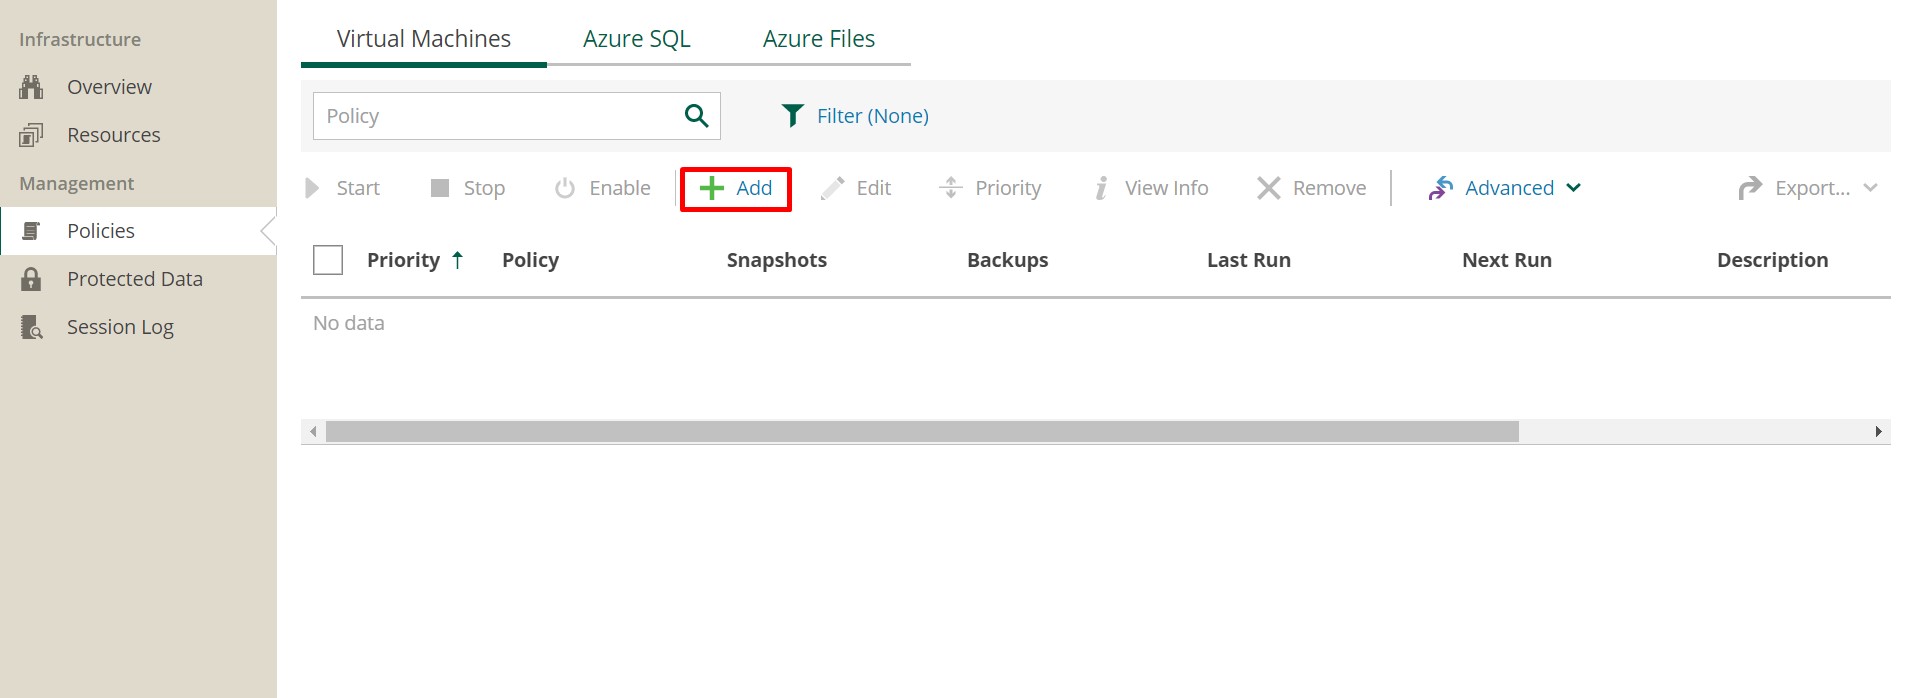 Infrastructure
Overview
Resources
Management
Policies
Protected Data
Session Log
Virtual Machines Azure SQL Azure Files
Policy Filter (None)
Start Stop Enable Add Edit Priority View Info Remove Advanced Export...
Priority Policy Snapshots Backups Last Run Next Run Description
No data